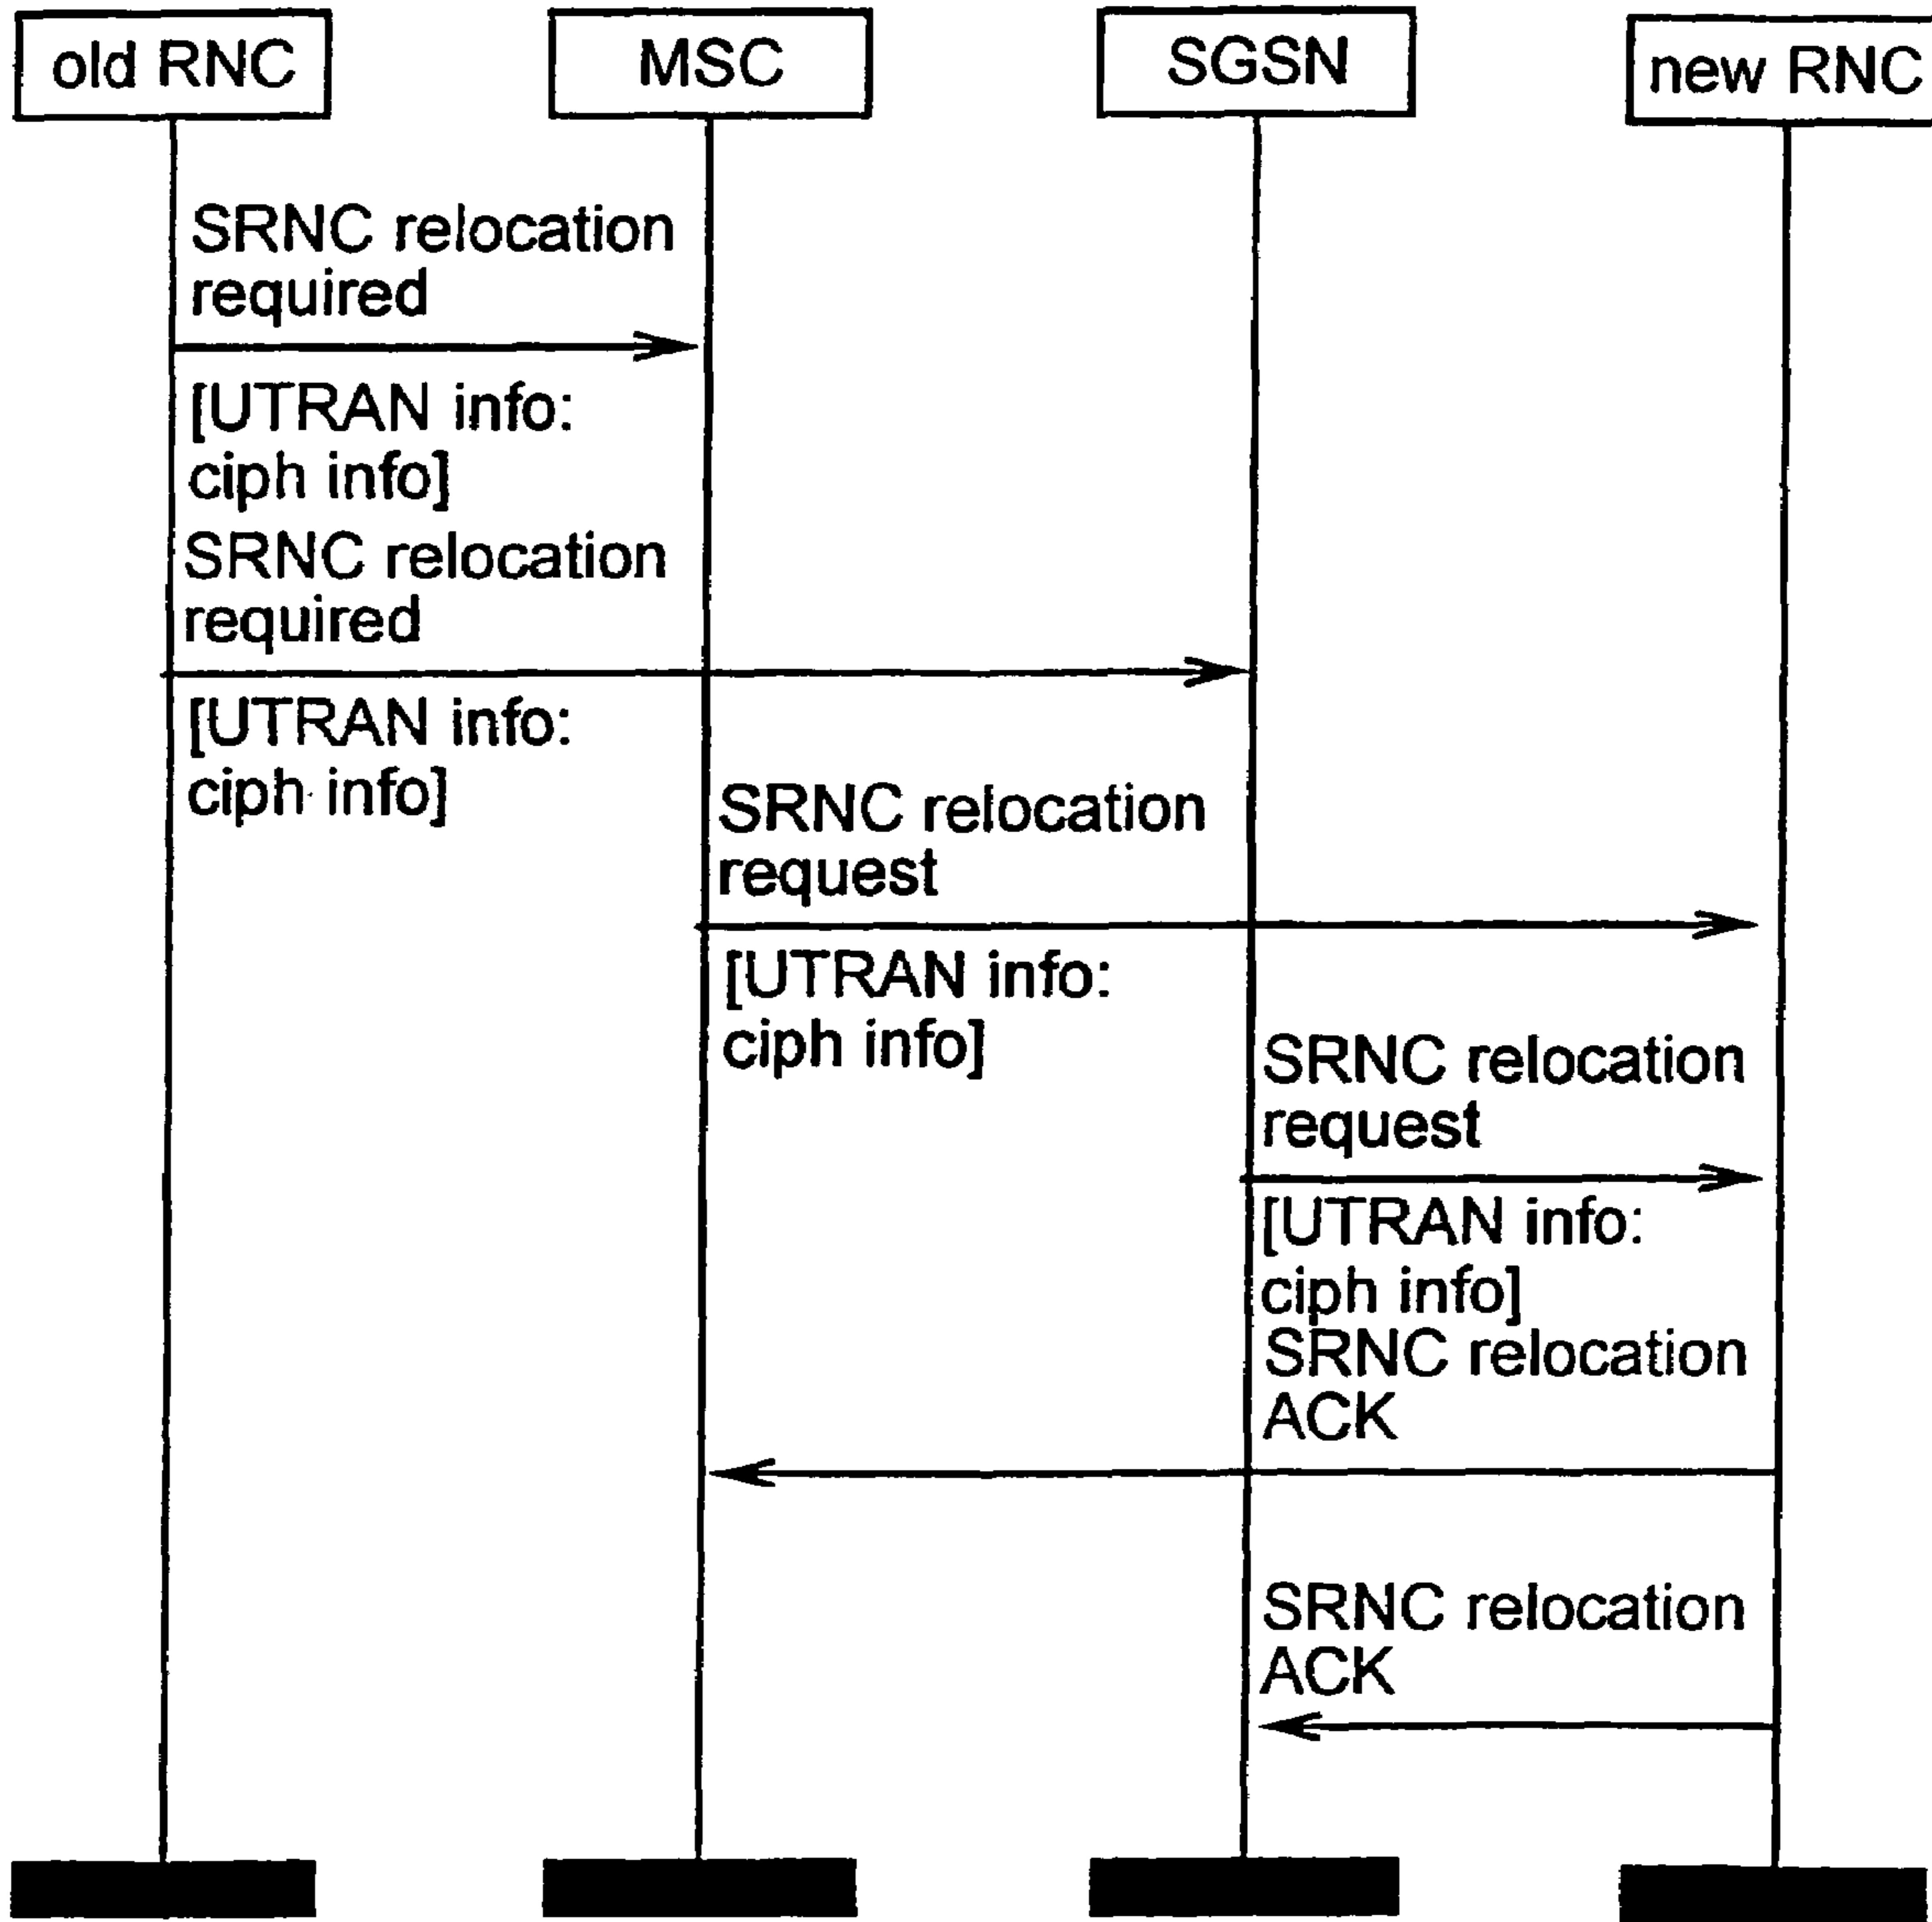 old RNC
MSC
SGSN
new RNC
SRNC relocation
required
[UTRAN info:
ciph info]
SRNC relocation
required
[UTRAN info:
ciph info]
SRNC relocation
request
[UTRAN info:
ciph info]
SRNC relocation
request
[UTRAN info:
ciph info]
SRNC relocation
ACK
SRNC relocation
ACK